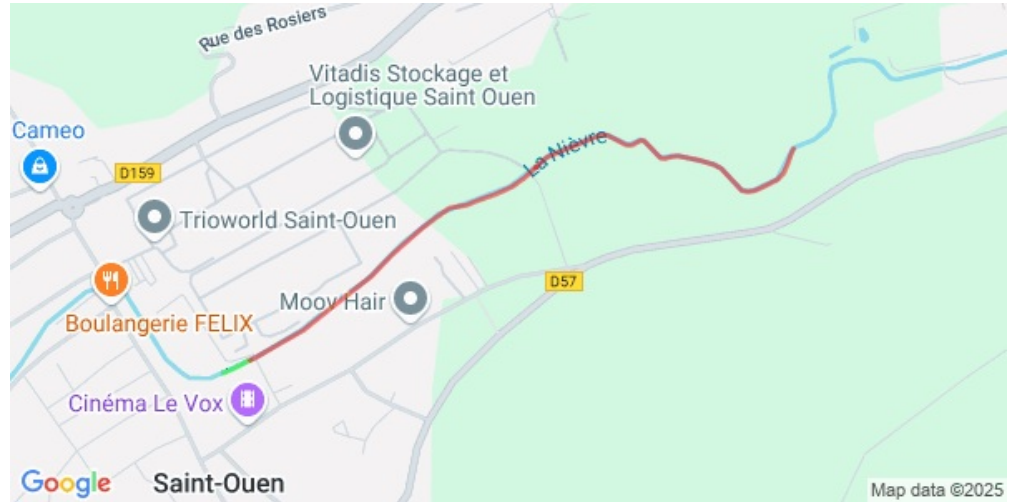 Rue des Rosiers
Vitadis Stockage et
Logistique Saint Ouen
Cameo
La Nièvre
D159
Trioworld Saint-Ouen
D57
Moov Hair
Boulangerie FELIX
Cinéma Le Vox
Saint-Ouen
Google
Map data ©2025